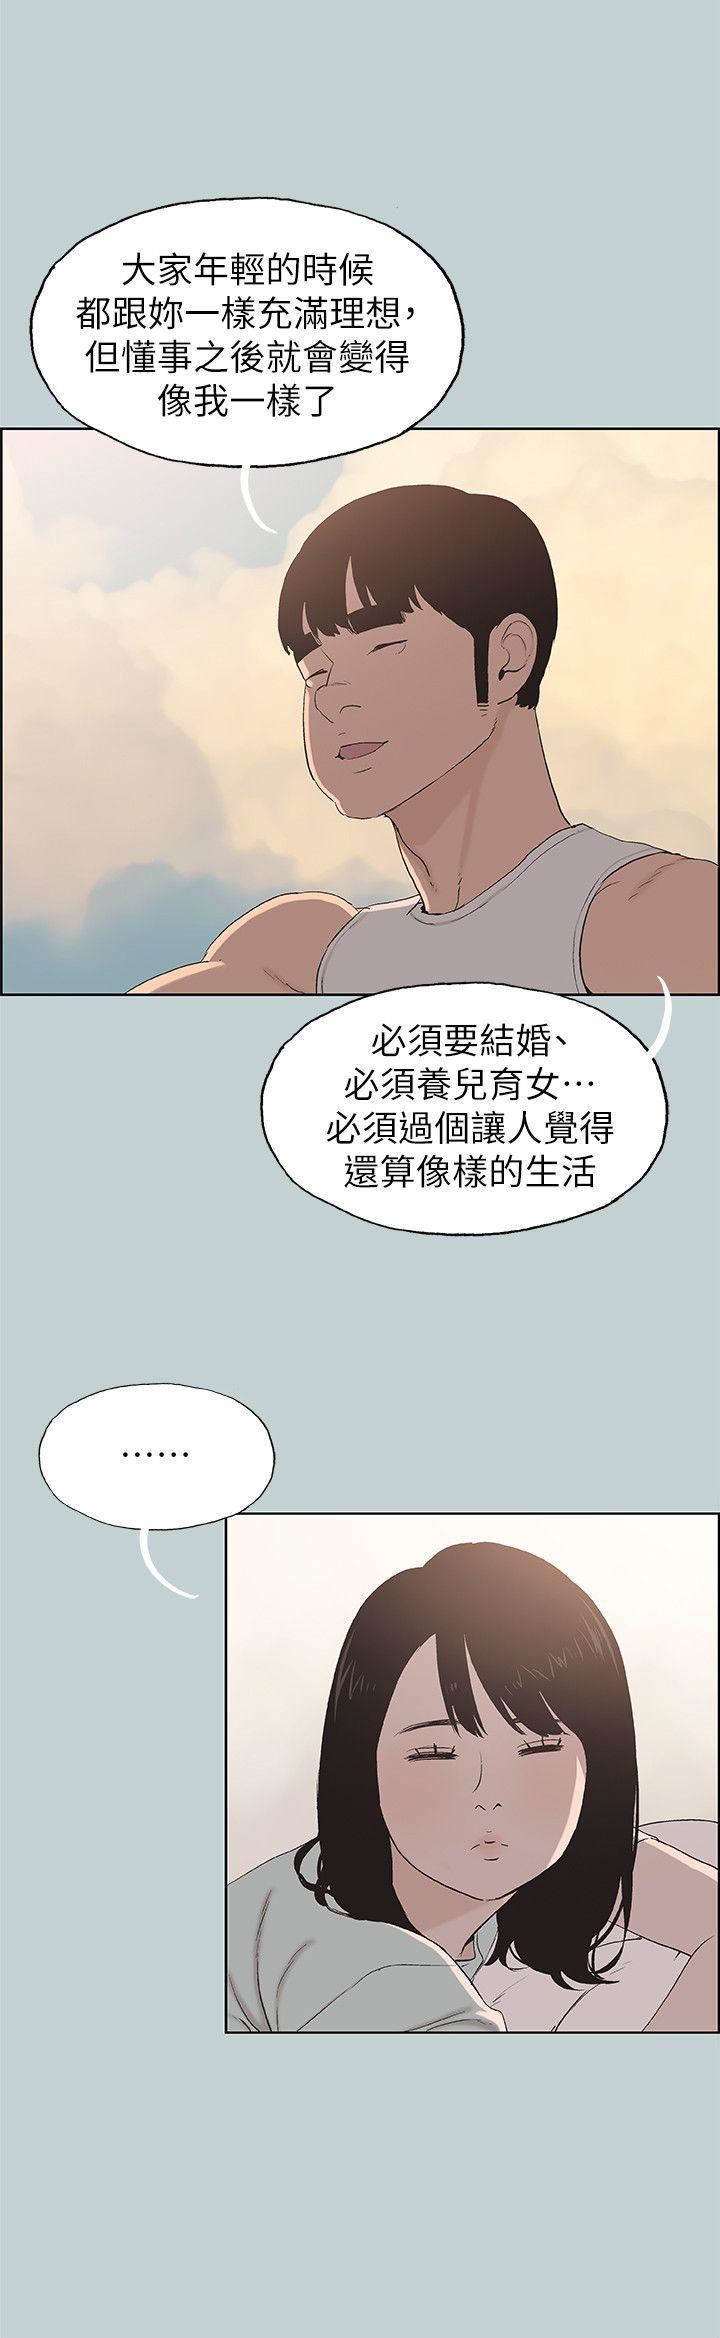 大家年輕的時候
都跟妳一樣充滿理想，
但懂事之後就會變得
像我一樣了
必須要結婚、
必須養兒育女…
必須過個讓人覺得
還算像樣的生活
……